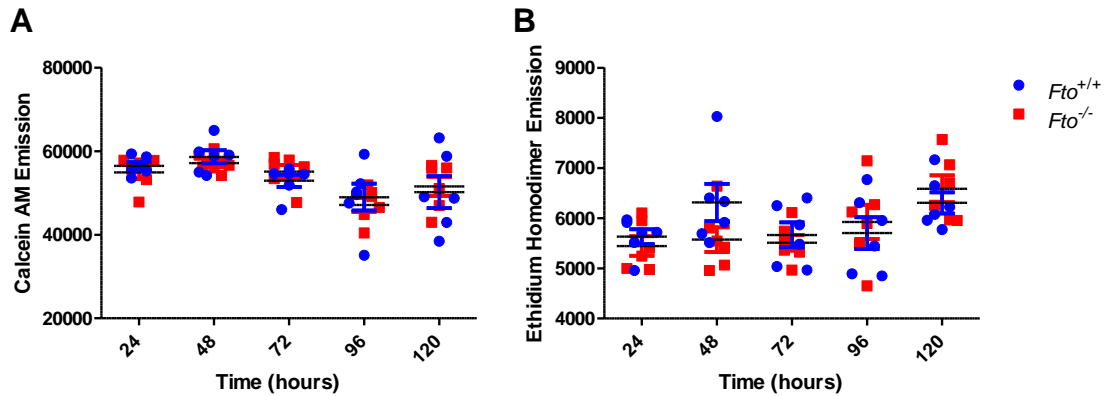 A
Calcein AM Emission
80000
60000
40000
20000
24
48
72
96
120
Time (hours)
B
Ethidium Homodimer Emission
9000
8000
7000
6000
5000
4000
24
48
72
96
120
Time (hours)
Fto+/+
Fto-/-